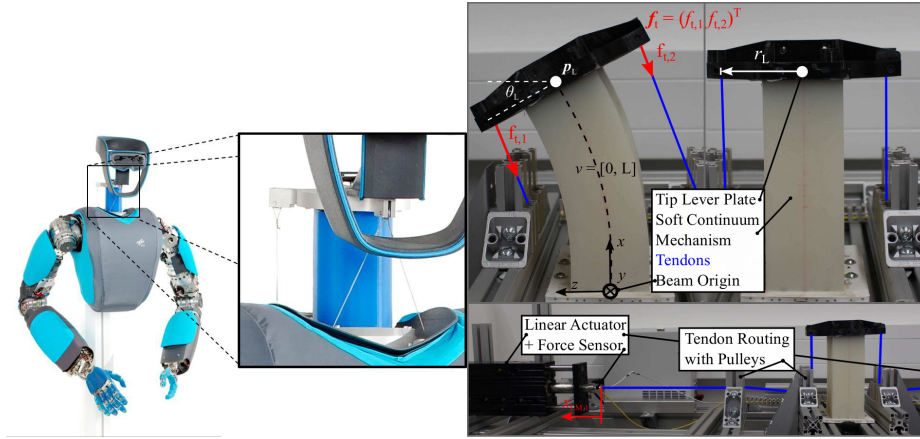 f_t = (f_t,1, f_t,2)^T
f_t,2
r_L
p_L
θ_L
f_t,1
v = [0, L]
Tip Lever Plate
Soft Continuum
Mechanism
Tendons
Beam Origin
x
z
y
Linear Actuator
+ Force Sensor
Tendon Routing
with Pulleys